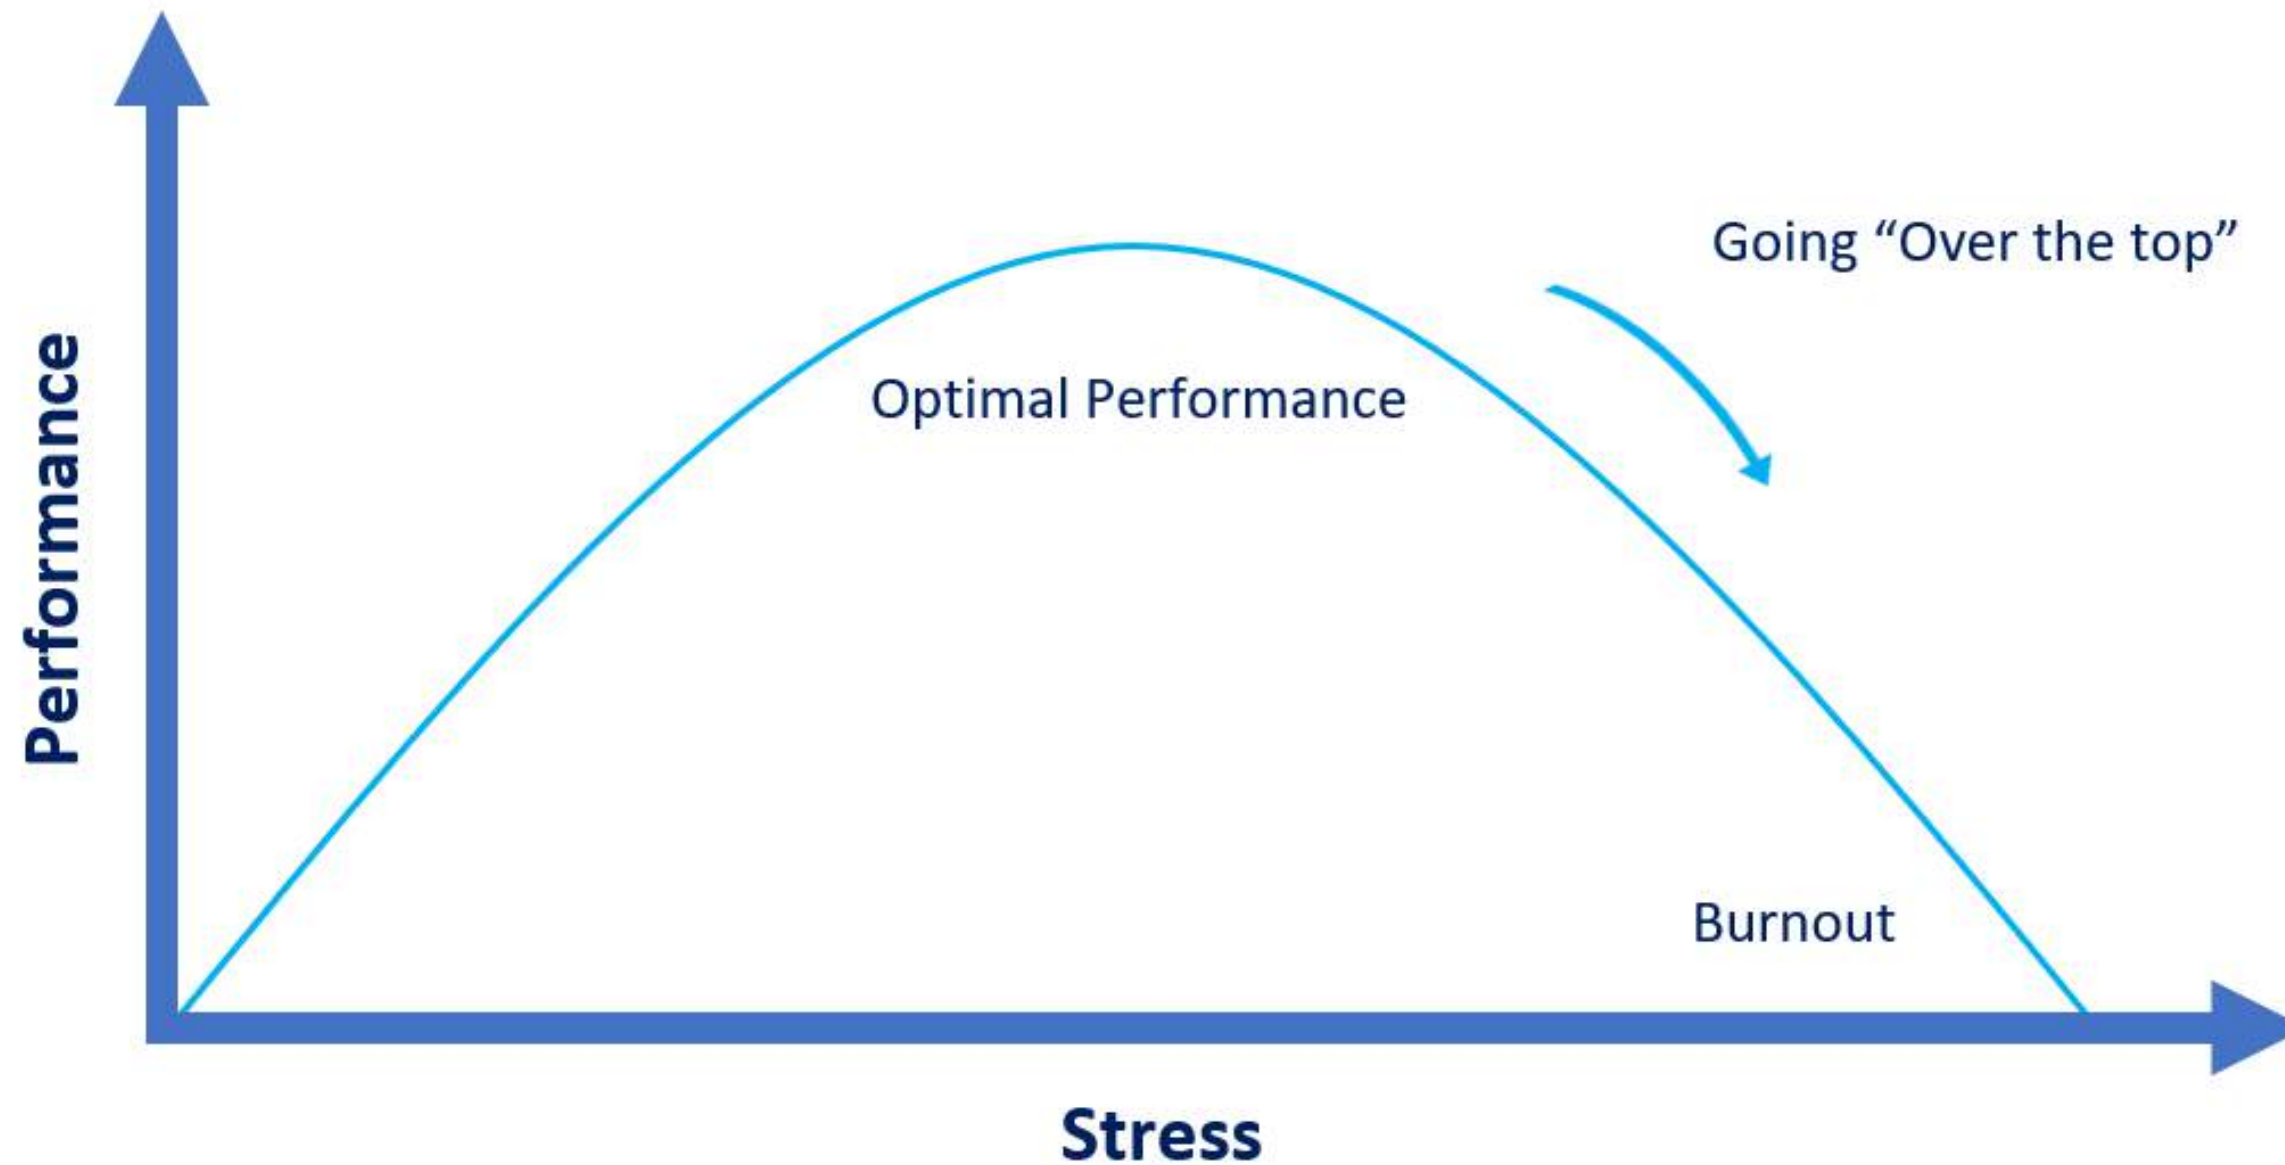 Going “Over the top”
Optimal Performance
Performance
Burnout
Stress